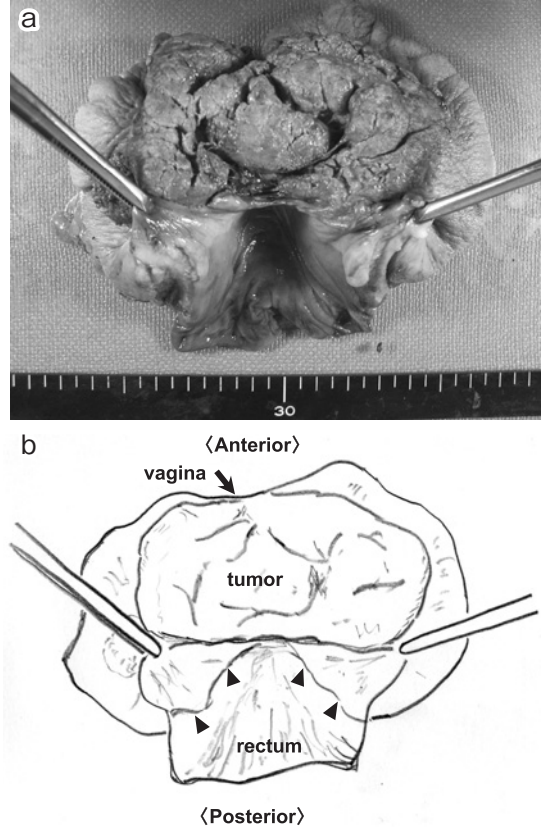 a
30
b
〈Anterior〉
vagina
tumor
rectum
〈Posterior〉